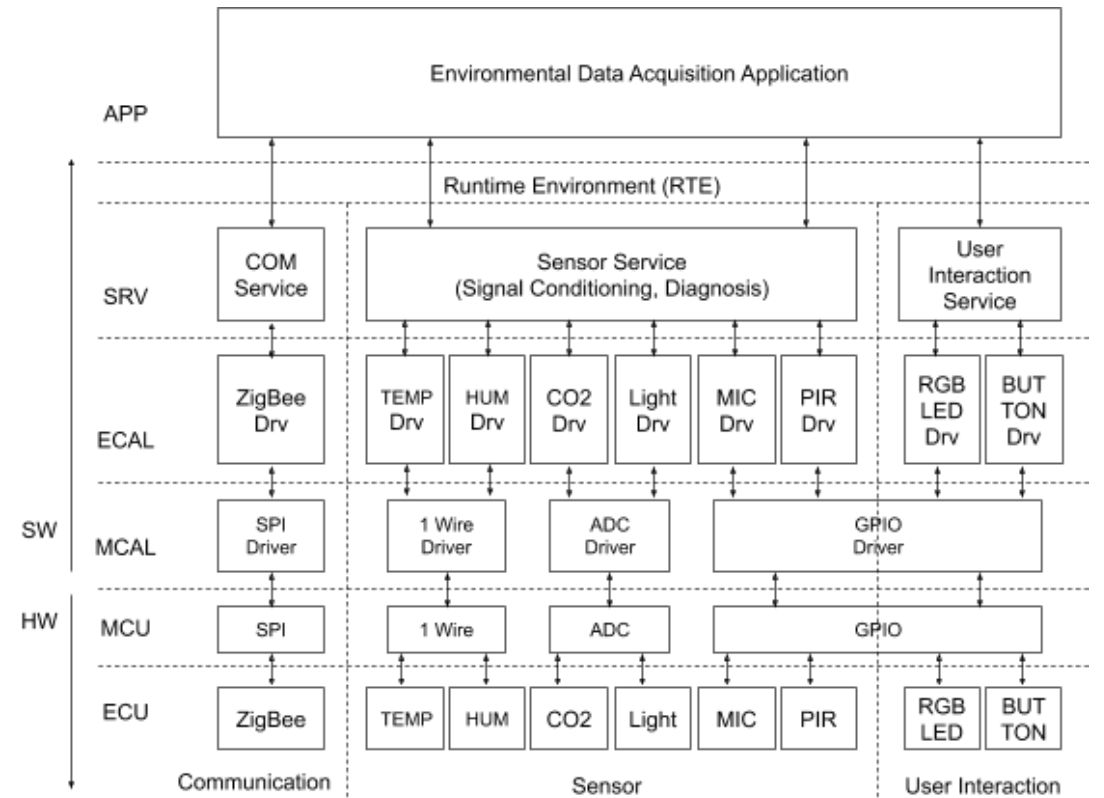 Environmental Data Acquisition Application
APP
Runtime Environment (RTE)
COM
Service
Sensor Service
(Signal Conditioning, Diagnosis)
User
Interaction
Service
SRV
ZigBee
Drv
TEMP
Drv
HUM
Drv
CO2
Drv
Light
Drv
MIC
Drv
PIR
Drv
RGB
LED
Drv
BUT
TON
Drv
ECAL
SW
MCAL
SPI
Driver
1 Wire
Driver
ADC
Driver
GPIO
Driver
HW
MCU
SPI
1 Wire
ADC
GPIO
ECU
ZigBee
TEMP
HUM
CO2
Light
MIC
PIR
RGB
LED
BUT
TON
Communication
Sensor
User Interaction